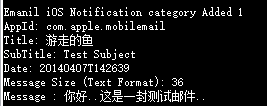 Emanil iOS Notification category Added 1
AppId: com.apple.mobilemail
Title: 游走的鱼
SubTitle: Test Subject
Date: 20140407T142639
Message Size (Text Format): 36
Message : 你好..这是一封测试邮件..